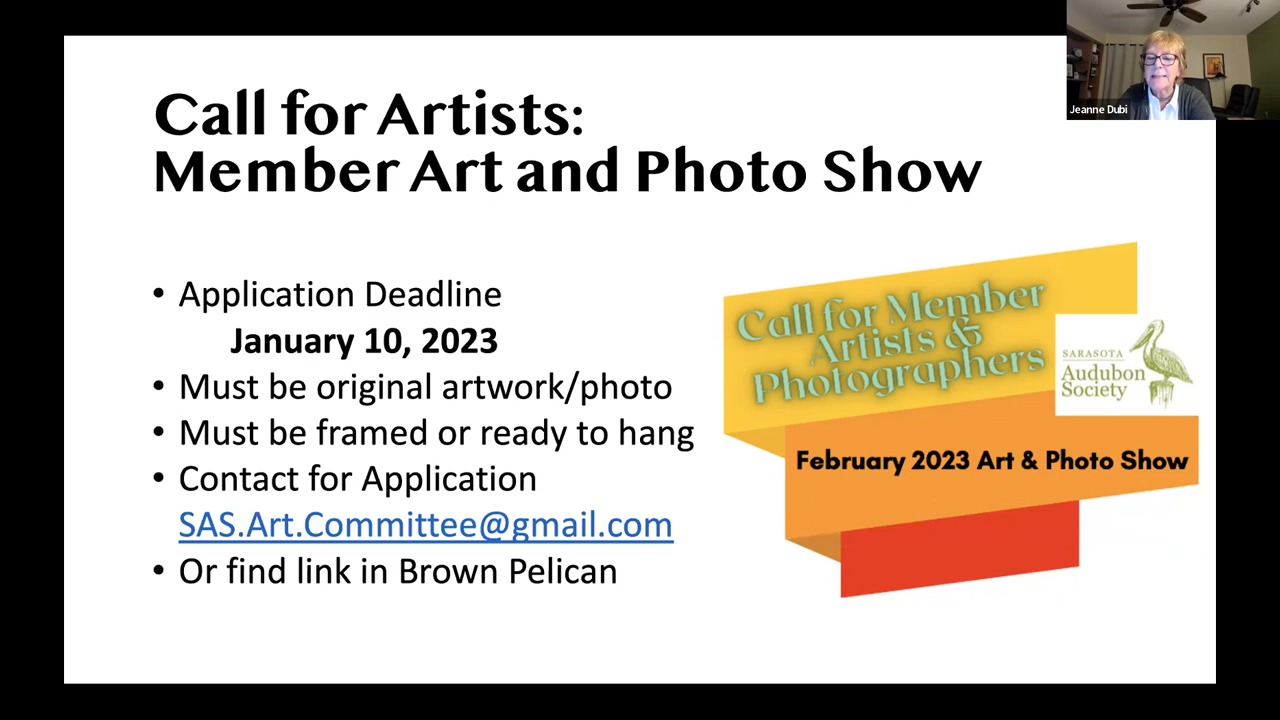 Call for Artists:
Member Art and Photo Show
Jeanne Dubi
• Application Deadline
January 10, 2023
• Must be original artwork/photo
• Must be framed or ready to hang
• Contact for Application
SAS.Art.Committee@gmail.com
• Or find link in Brown Pelican
Call for Member
Artists &
Photographers
SARASOTA
Audubon
Society
February 2023 Art & Photo Show